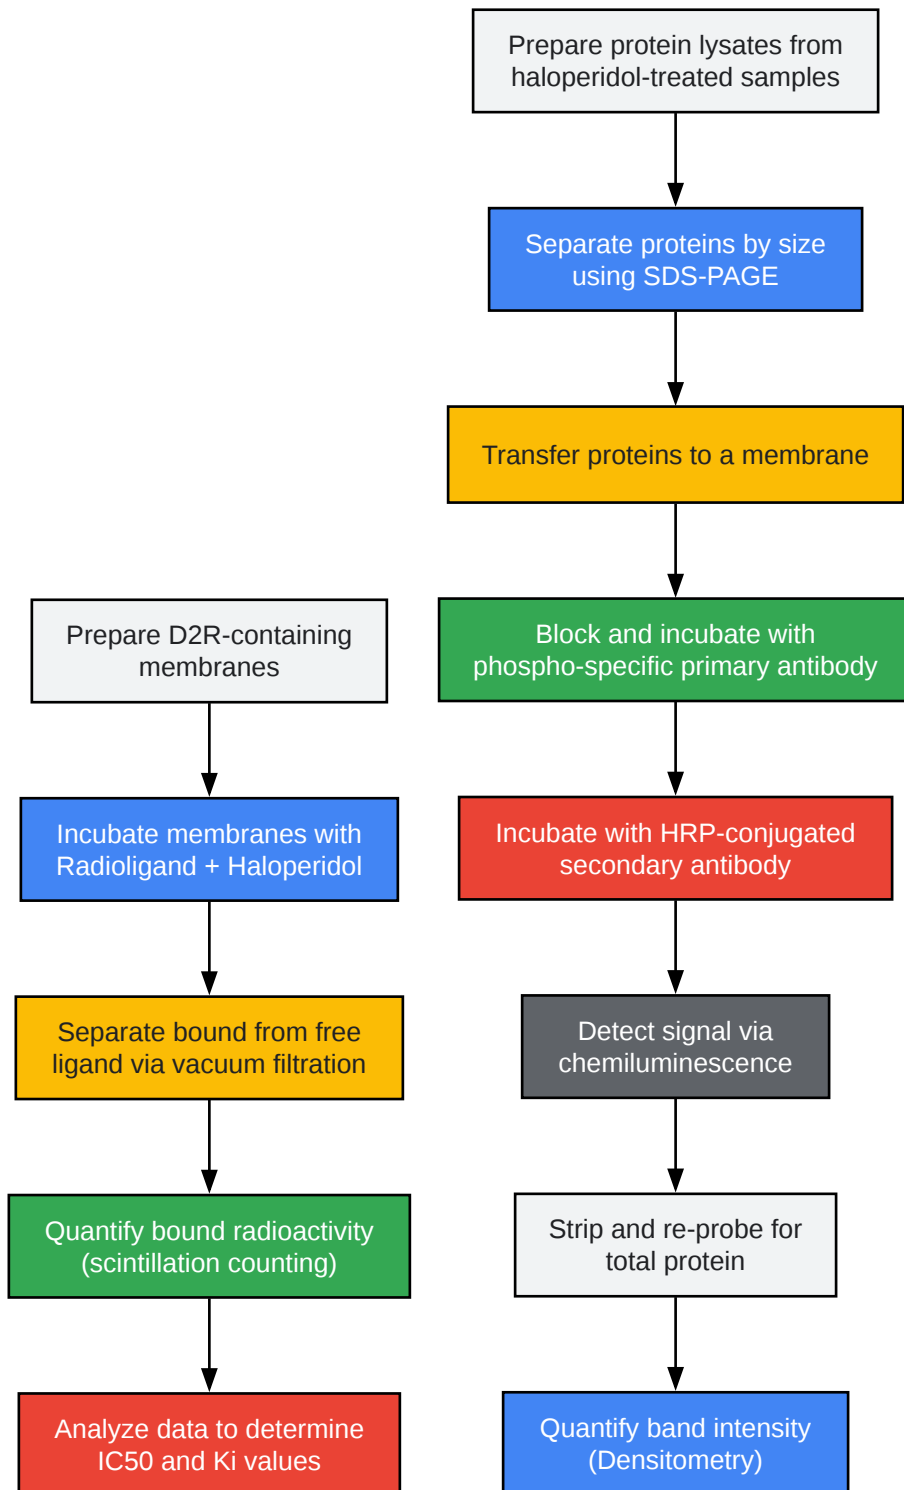 Prepare protein lysates from
haloperidol-treated samples
Separate proteins by size
using SDS-PAGE
Transfer proteins to a membrane
Block and incubate with
phospho-specific primary antibody
Incubate with HRP-conjugated
secondary antibody
Detect signal via
chemiluminescence
Strip and re-probe for
total protein
Quantify band intensity
(Densitometry)
Prepare D2R-containing
membranes
Incubate membranes with
Radioligand + Haloperidol
Separate bound from free
ligand via vacuum filtration
Quantify bound radioactivity
(scintillation counting)
Analyze data to determine
IC50 and Ki values